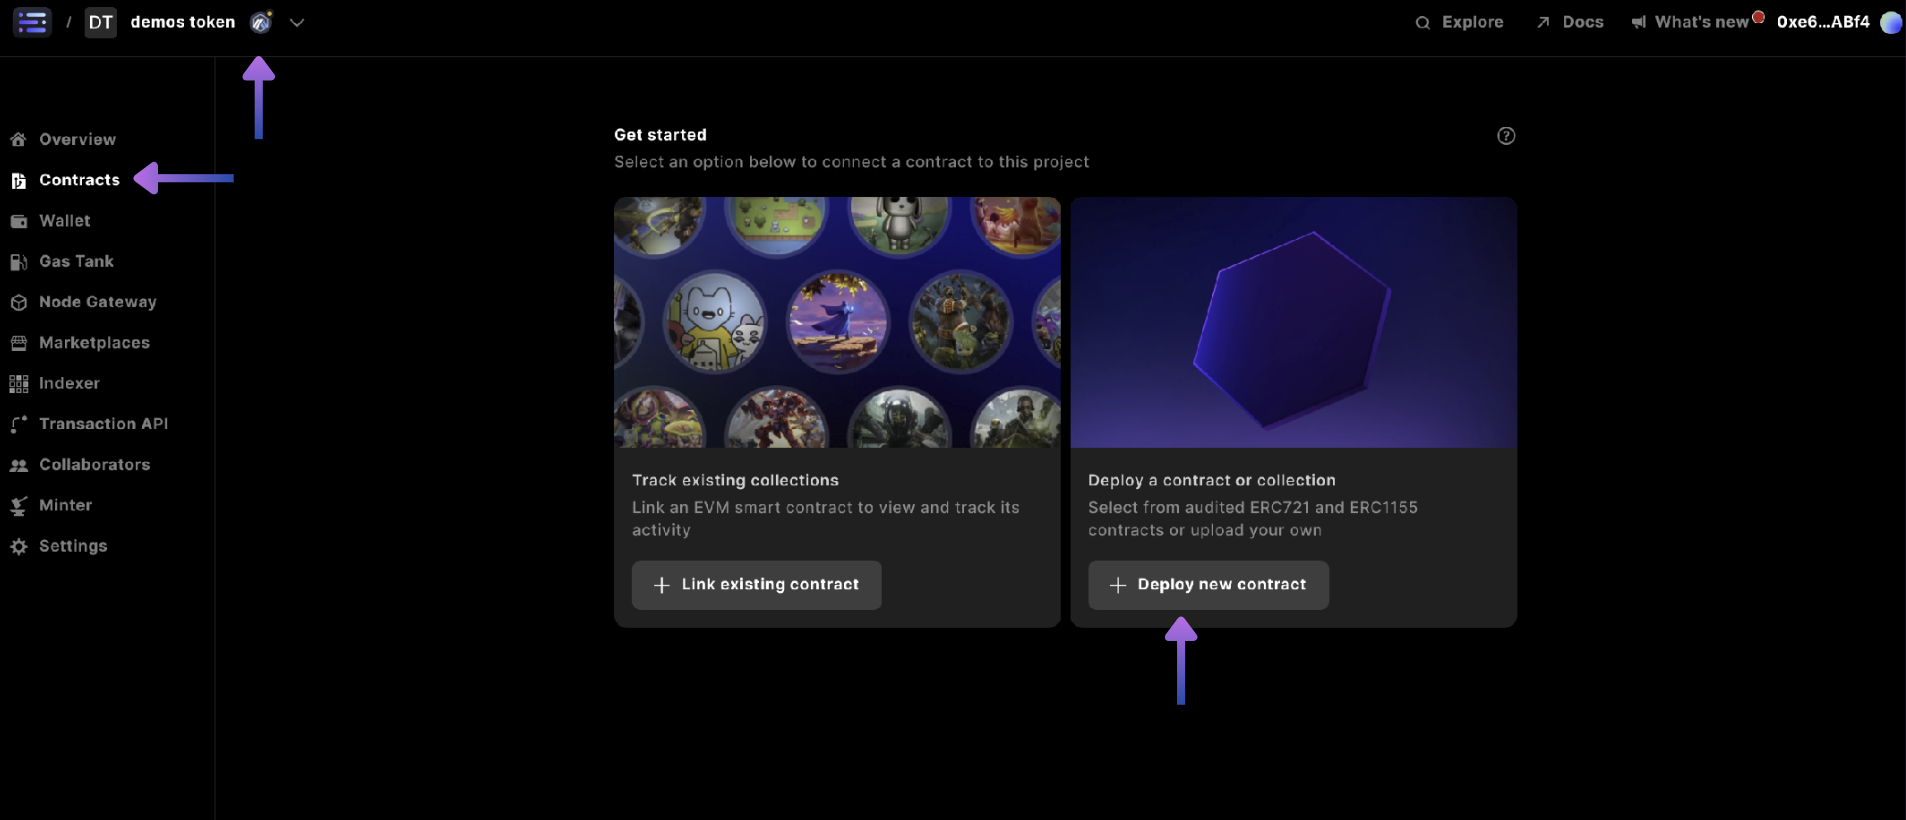 / DT demos token
Explore Docs What's new 0xe6...ABf4
Overview
Contracts
Wallet
Gas Tank
Node Gateway
Marketplaces
Indexer
Transaction API
Collaborators
Minter
Settings
Get started
Select an option below to connect a contract to this project
Track existing collections
Link an EVM smart contract to view and track its
activity
+ Link existing contract
Deploy a contract or collection
Select from audited ERC721 and ERC1155
contracts or upload your own
+ Deploy new contract